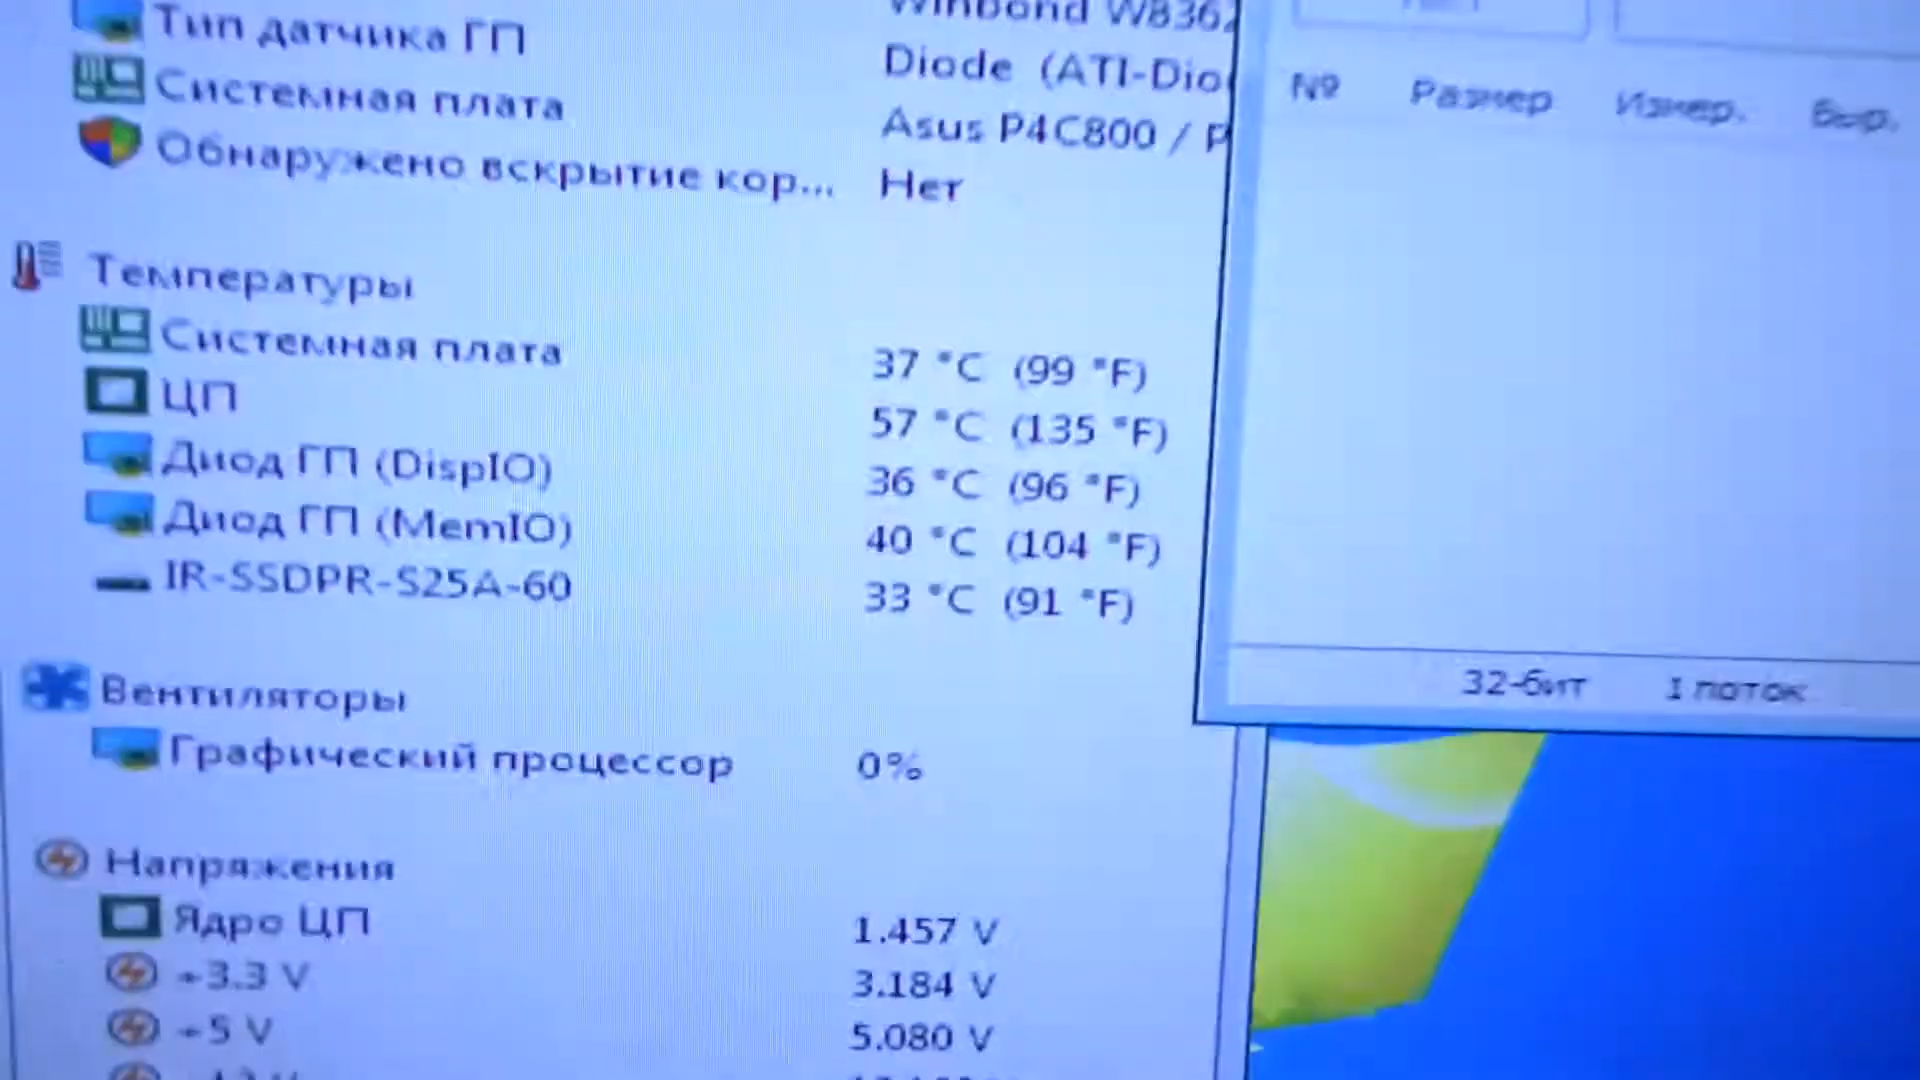 Winbond W8362
Тип датчика ГП Diode (ATI-Dio
Системная плата Asus P4C800 / P
Обнаружено вскрытие кор... Нет
Температуры
Системная плата 37 °C (99 °F)
ЦП 57 °C (135 °F)
Диод ГП (DispIO) 36 °C (96 °F)
Диод ГП (MemIO) 40 °C (104 °F)
IR-SSDPR-S25A-60 33 °C (91 °F)
Вентиляторы
Графический процессор 0%
Напряжения
Ядро ЦП 1.457 V
+3.3 V 3.184 V
+5 V 5.080 V
№ Размер Измер. Выр.
32-бит 1 поток